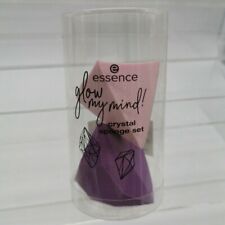 e
essence
glow
my mind!
crystal
sponge set